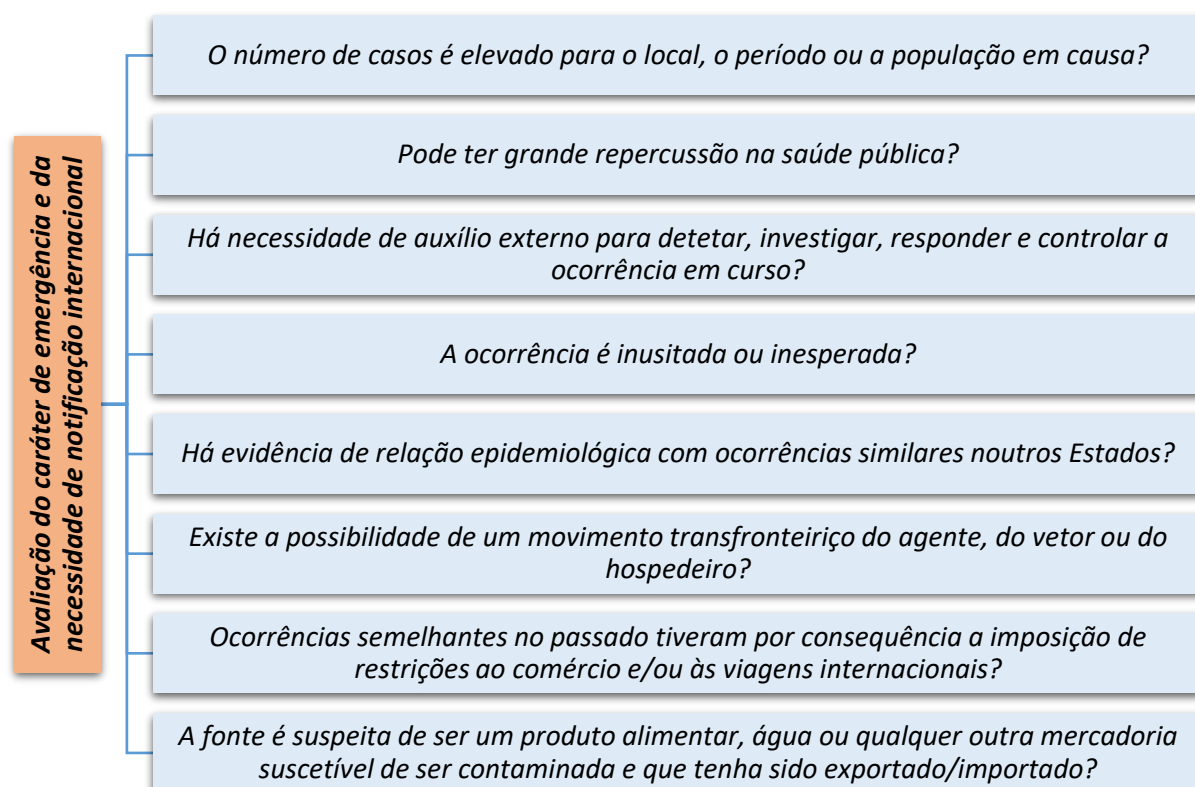 Avaliação do caráter de emergência e da
necessidade de notificação internacional
O número de casos é elevado para o local, o período ou a população em causa?
Pode ter grande repercussão na saúde pública?
Há necessidade de auxílio externo para detetar, investigar, responder e controlar a
ocorrência em curso?
A ocorrência é inusitada ou inesperada?
Há evidência de relação epidemiológica com ocorrências similares noutros Estados?
Existe a possibilidade de um movimento transfronteiriço do agente, do vetor ou do
hospedeiro?
Ocorrências semelhantes no passado tiveram por consequência a imposição de
restrições ao comércio e/ou às viagens internacionais?
A fonte é suspeita de ser um produto alimentar, água ou qualquer outra mercadoria
suscetível de ser contaminada e que tenha sido exportado/importado?